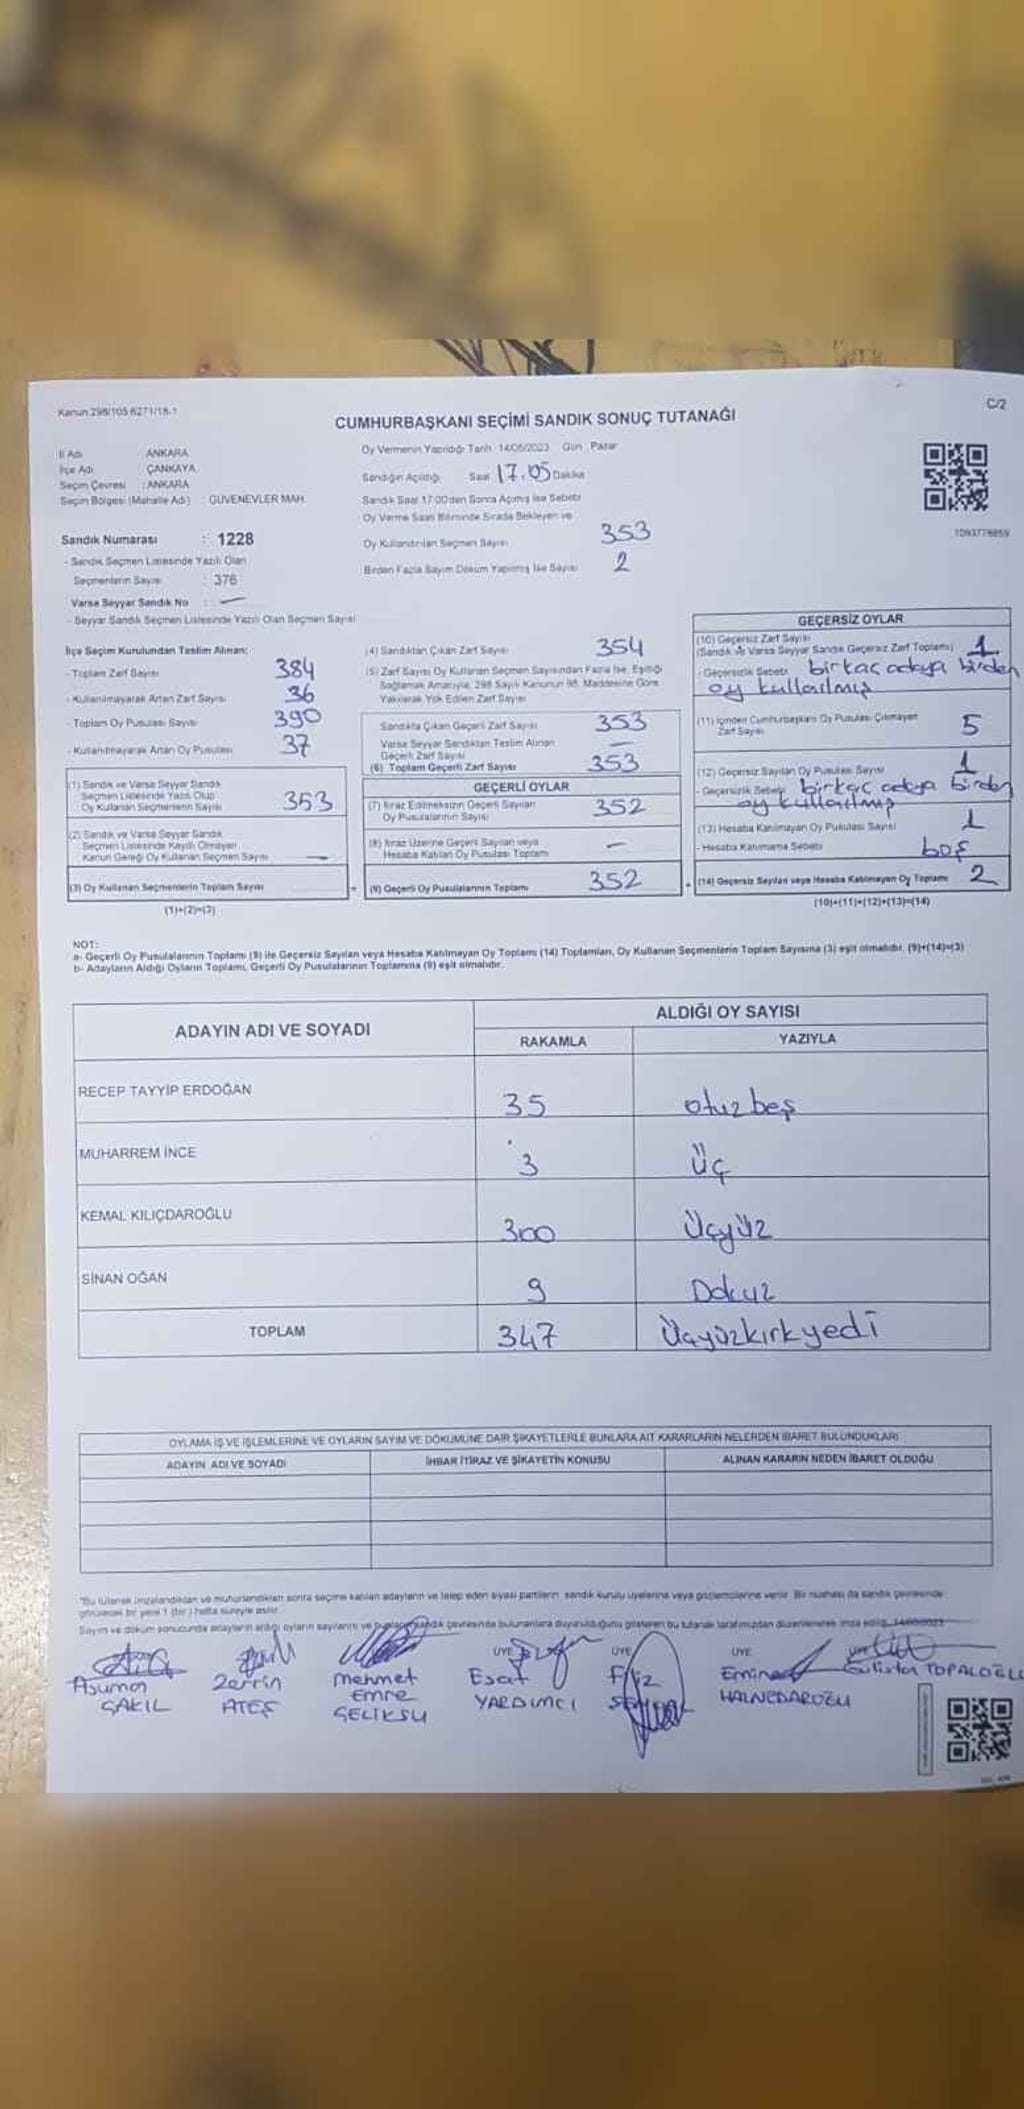 Kanun 298/105 6271/18-1
C/2
CUMHURBAŞKANI SEÇİMİ SANDIK SONUÇ TUTANAĞI
İl Adı ANKARA
İlçe Adı ÇANKAYA
Seçim Çevresi : ANKARA
Seçim Bölgesi (Mahalle Adı) : GÜVENEVLER MAH.
Oy Vermenin Yapıldığı Tarih 14/05/2023 Gün Pazar
Sandığın Açıldığı Saat 17.05 Dakika
Sandık Saat 17.00'den Sonra Açılmış İse Sebebi
Oy Verme Saati Bitiminde Sırada Bekleyen ve
Oy Kullandırılan Seçmen Sayısı 353
Birden Fazla Sayım Döküm Yapılmış İse Sayısı 2
1093778859
Sandık Numarası : 1228
- Sandık Seçmen Listesinde Yazılı Olan
Seçmenlerin Sayısı : 376
Varsa Seyyar Sandık No : —
- Seyyar Sandık Seçmen Listesinde Yazılı Olan Seçmen Sayısı
İlçe Seçim Kurulundan Teslim Alınan;
- Toplam Zarf Sayısı 384
- Kullanılmayarak Artan Zarf Sayısı 36
- Toplam Oy Pusulası Sayısı 390
- Kullanılmayarak Artan Oy Pusulası 37
(1) Sandık ve Varsa Seyyar Sandık
Seçmen Listesinde Yazılı Olup
Oy Kullanan Seçmenlerin Sayısı 353
(2) Sandık ve Varsa Seyyar Sandık
Seçmen Listesinde Kayıtlı Olmayan
Kanun Gereği Oy Kullanan Seçmen Sayısı —
(3) Oy Kullanan Seçmenlerin Toplam Sayısı
(1)+(2)=(3)
(4) Sandıktan Çıkan Zarf Sayısı 354
(5) Zarf Sayısı Oy Kullanan Seçmen Sayısından Fazla İse, Eşitliği
Sağlamak Amacıyla, 298 Sayılı Kanunun 98. Maddesine Göre
Yakılarak Yok Edilen Zarf Sayısı
Sandıkta Çıkan Geçerli Zarf Sayısı 353
Varsa Seyyar Sandıktan Teslim Alınan
Geçerli Zarf Sayısı —
(6) Toplam Geçerli Zarf Sayısı 353
GEÇERLİ OYLAR
(7) İtiraz Edilmeksizin Geçerli Sayılan
Oy Pusulalarının Sayısı 352
(8) İtiraz Üzerine Geçerli Sayılan veya
Hesaba Katılan Oy Pusulası Toplamı —
(9) Geçerli Oy Pusulalarının Toplamı 352
GEÇERSİZ OYLAR
(10) Geçersiz Zarf Sayısı
(Sandık ve Varsa Seyyar Sandık Geçersiz Zarf Toplamı) 1
- Geçersizlik Sebebi birkaç adaya birden
oy kullanılmış
(11) İçinden Cumhurbaşkanı Oy Pusulası Çıkmayan
Zarf Sayısı 5
(12) Geçersiz Sayılan Oy Pusulası Sayısı 1
- Geçersizlik Sebebi birkaç adaya birden
oy kullanılmış
(13) Hesaba Katılmayan Oy Pusulası Sayısı 1
- Hesaba Katılmama Sebebi boş
(14) Geçersiz Sayılan veya Hesaba Katılmayan Oy Toplamı 2
(10)+(11)+(12)+(13)=(14)
NOT:
a- Geçerli Oy Pusulalarının Toplamı (9) ile Geçersiz Sayılan veya Hesaba Katılmayan Oy Toplamı (14) Toplamları, Oy Kullanan Seçmenlerin Toplam Sayısına (3) eşit olmalıdır. (9)+(14)=(3)
b- Adayların Aldığı Oyların Toplamı, Geçerli Oy Pusulalarının Toplamına (9) eşit olmalıdır.
ADAYIN ADI VE SOYADI
ALDIĞI OY SAYISI
RAKAMLA YAZIYLA
RECEP TAYYİP ERDOĞAN 35 otuzbeş
MUHARREM İNCE 3 Üç
KEMAL KILIÇDAROĞLU 300 Üçyüz
SİNAN OĞAN 9 Dokuz
TOPLAM 347 Üçyüzkırkyedi
OYLAMA İŞ VE İŞLEMLERİNE VE OYLARIN SAYIM VE DÖKÜMÜNE DAİR ŞİKAYETLERLE BUNLARA AİT KARARLARIN NELERDEN İBARET BULUNDUKLARI
ADAYIN ADI VE SOYADI İHBAR İTİRAZ VE ŞİKAYETİN KONUSU ALINAN KARARIN NEDEN İBARET OLDUĞU
"Bu tutanak imzalandıktan ve mühürlendikten sonra seçime katılan adayların ve talep eden siyasi partilerin sandık kurulu üyelerine veya gözlemcilerine verilir. Bir nüshası da sandık çevresinde
görülecek bir yere 1 (bir) hafta süreyle asılır.
Sayım ve döküm sonucunda adayların aldığı oyların sayılarını ve bunların sandık çevresinde bulunanlara duyurulduğunu gösteren bu tutanak tarafımızdan düzenlenerek imza edildi. 14/05/2023
ÜYE ÜYE ÜYE
Asuman Zerrin Mehmet Esat Filiz Emine Gülistan TOPALOĞLU
ÇAKIL ATEŞ Emre YARDIMCI HALNEDAROĞLU
ÇELİKSU